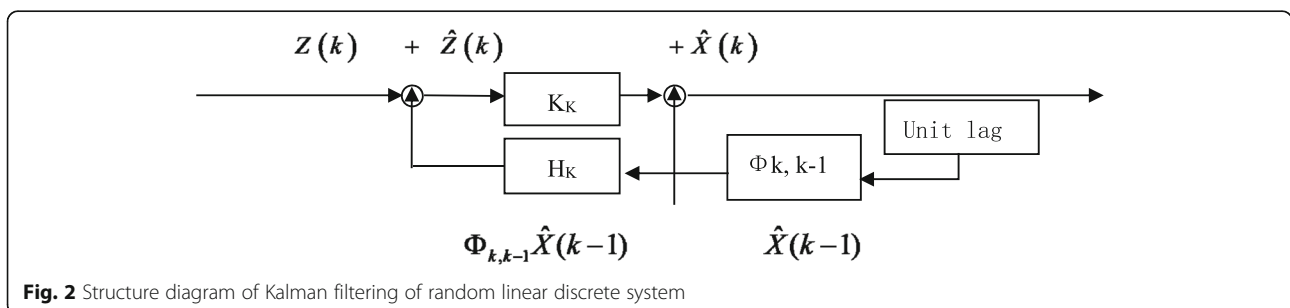 Z(k) + Ẑ(k) + X̂(k)
K_K
Unit lag
H_K
Φk, k-1
Φ_{k,k-1}X̂(k-1) X̂(k-1)
Fig. 2 Structure diagram of Kalman filtering of random linear discrete system